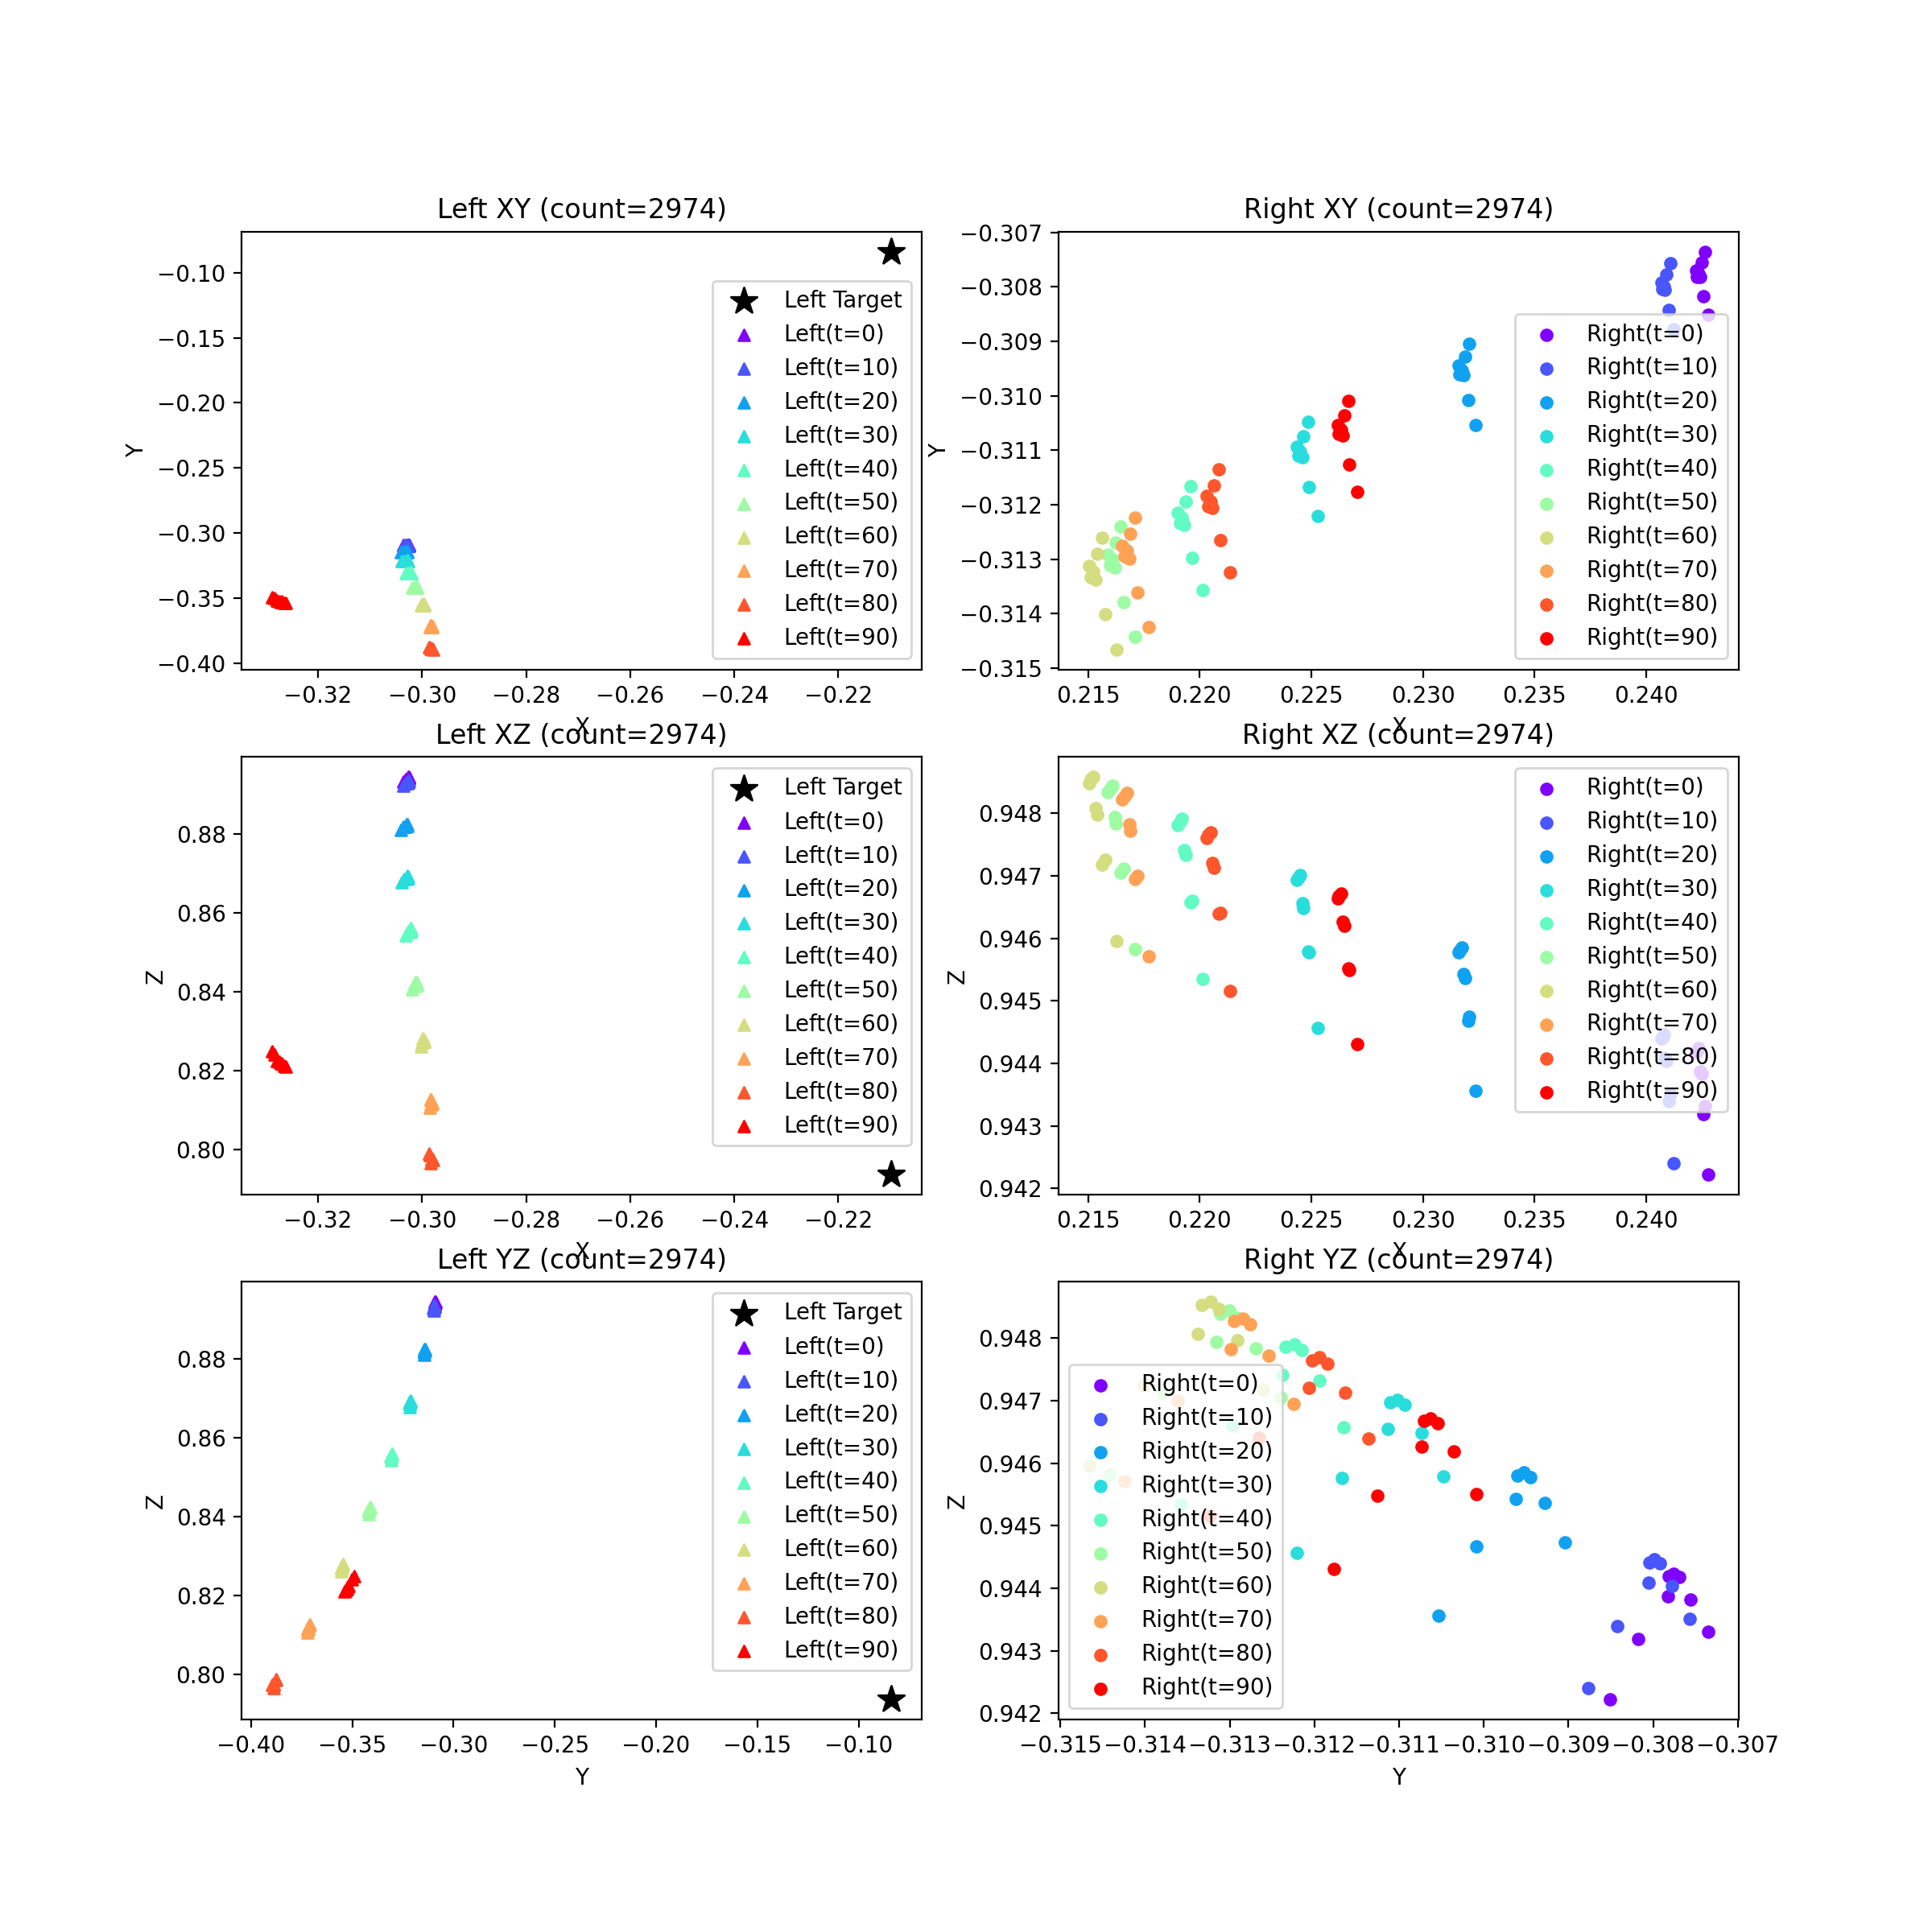 Left XY (count=2974)
−0.10
−0.15
−0.20
−0.25
−0.30
−0.35
−0.40
Y
Left Target
Left(t=0)
Left(t=10)
Left(t=20)
Left(t=30)
Left(t=40)
Left(t=50)
Left(t=60)
Left(t=70)
Left(t=80)
Left(t=90)
−0.32 −0.30 −0.28 −0.26 −0.24 −0.22
X
Right XY (count=2974)
−0.307
−0.308
−0.309
−0.310
−0.311
−0.312
−0.313
−0.314
−0.315
Y
Right(t=0)
Right(t=10)
Right(t=20)
Right(t=30)
Right(t=40)
Right(t=50)
Right(t=60)
Right(t=70)
Right(t=80)
Right(t=90)
0.215 0.220 0.225 0.230 0.235 0.240
X
Left XZ (count=2974)
0.88
0.86
0.84
0.82
0.80
Z
Left Target
Left(t=0)
Left(t=10)
Left(t=20)
Left(t=30)
Left(t=40)
Left(t=50)
Left(t=60)
Left(t=70)
Left(t=80)
Left(t=90)
−0.32 −0.30 −0.28 −0.26 −0.24 −0.22
X
Right XZ (count=2974)
0.948
0.947
0.946
0.945
0.944
0.943
0.942
Z
Right(t=0)
Right(t=10)
Right(t=20)
Right(t=30)
Right(t=40)
Right(t=50)
Right(t=60)
Right(t=70)
Right(t=80)
Right(t=90)
0.215 0.220 0.225 0.230 0.235 0.240
X
Left YZ (count=2974)
0.88
0.86
0.84
0.82
0.80
Z
Left Target
Left(t=0)
Left(t=10)
Left(t=20)
Left(t=30)
Left(t=40)
Left(t=50)
Left(t=60)
Left(t=70)
Left(t=80)
Left(t=90)
−0.40 −0.35 −0.30 −0.25 −0.20 −0.15 −0.10
Y
Right YZ (count=2974)
0.948
0.947
0.946
0.945
0.944
0.943
0.942
Z
Right(t=0)
Right(t=10)
Right(t=20)
Right(t=30)
Right(t=40)
Right(t=50)
Right(t=60)
Right(t=70)
Right(t=80)
Right(t=90)
−0.315 −0.314 −0.313 −0.312 −0.311 −0.310 −0.309 −0.308 −0.307
Y